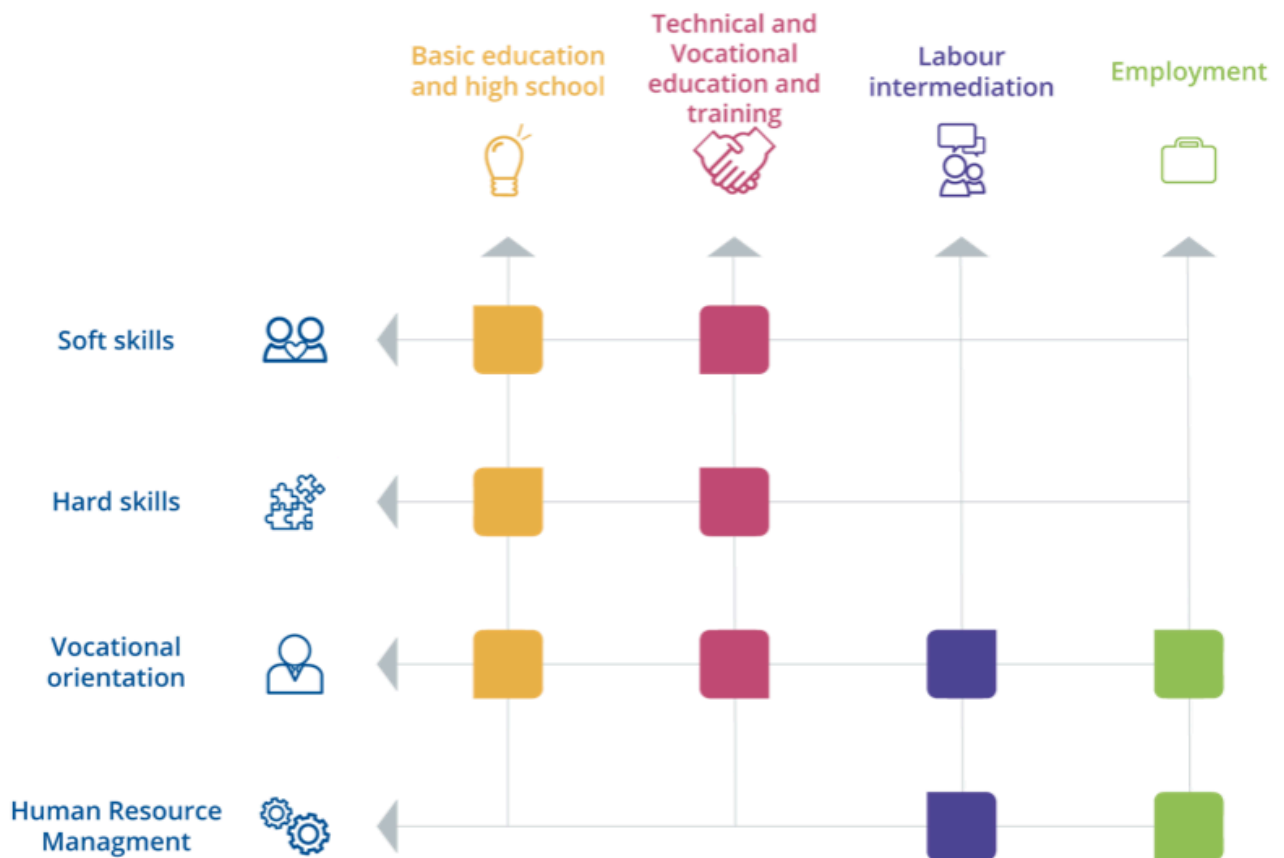 Basic education
and high school
Technical and
Vocational
education and
training
Labour
intermediation
Employment
Soft skills
Hard skills
Vocational
orientation
Human Resource
Managment